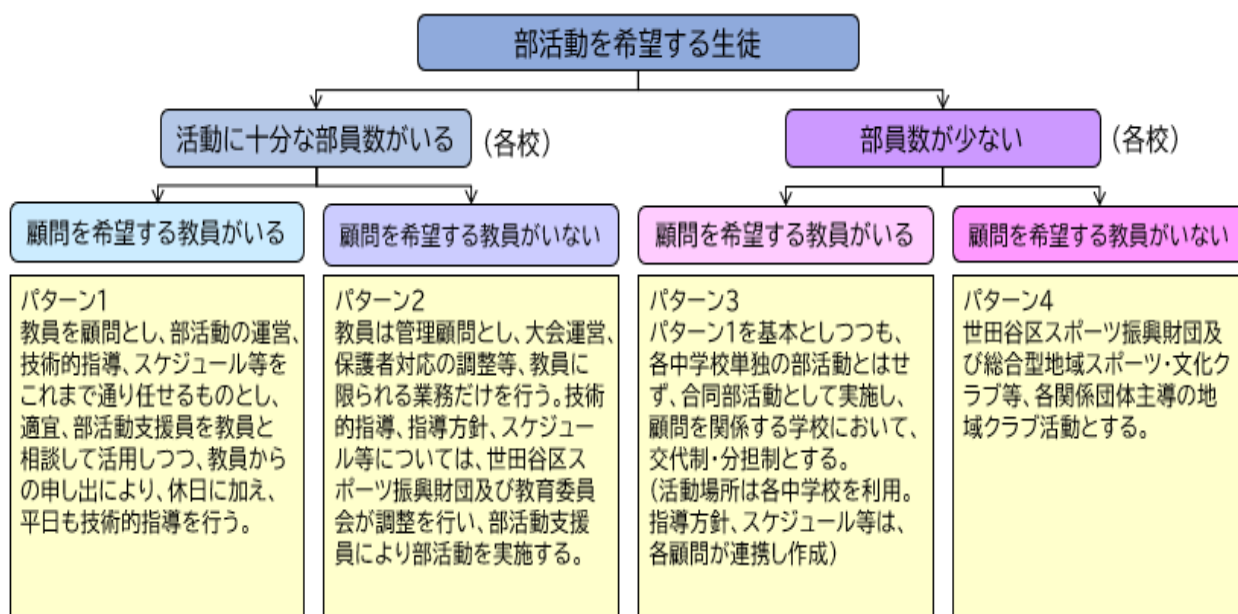 部活動を希望する生徒
活動に十分な部員数がいる
(各校)
部員数が少ない
(各校)
顧問を希望する教員がいる
顧問を希望する教員がいない
顧問を希望する教員がいる
顧問を希望する教員がいない
パターン1
教員を顧問とし、部活動の運営、
技術的指導、スケジュール等を
これまで通り任せるものとし、
適宜、部活動支援員を教員と
相談して活用しつつ、教員から
の申し出により、休日に加え、
平日も技術的指導を行う。
パターン2
教員は管理顧問とし、大会運営、
保護者対応の調整等、教員に
限られる業務だけを行う。技術
的指導、指導方針、スケジュー
ル等については、世田谷区ス
ポーツ振興財団及び教育委員
会が調整を行い、部活動支援
員により部活動を実施する。
パターン3
パターン1を基本としつつも、
各中学校単独の部活動とはせ
ず、合同部活動として実施し、
顧問を関係する学校において、
交代制・分担制とする。
(活動場所は各中学校を利用。
指導方針、スケジュール等は、
各顧問が連携し作成)
パターン4
世田谷区スポーツ振興財団及
び総合型地域スポーツ・文化ク
ラブ等、各関係団体主導の地
域クラブ活動とする。